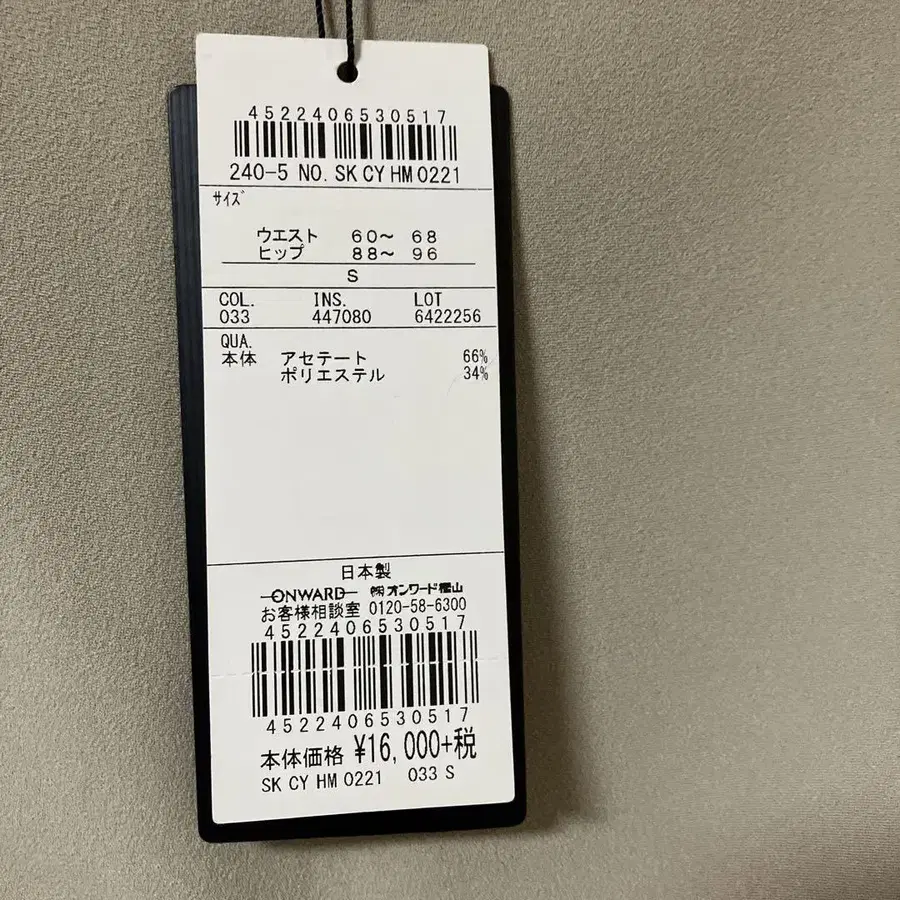 4522406530517
240-5 NO. SK CY HM 0221
サイズ
ウエスト 60〜 68
ヒップ 88〜 96
S
COL. INS. LOT
033 447080 6422256
QUA.
本体 アセテート 66%
ポリエステル 34%
日本製
ONWARD ㈱オンワード樫山
お客様相談室 0120-58-6300
4522406530517
4522406530517
本体価格 ¥16,000+税
SK CY HM 0221 033 S